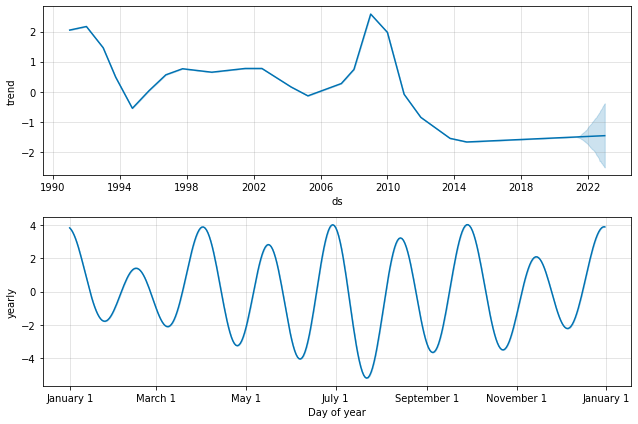 2
1
0
−1
−2
trend
1990 1994 1998 2002 2006 2010 2014 2018 2022
ds
4
2
0
−2
−4
yearly
January 1 March 1 May 1 July 1 September 1 November 1 January 1
Day of year